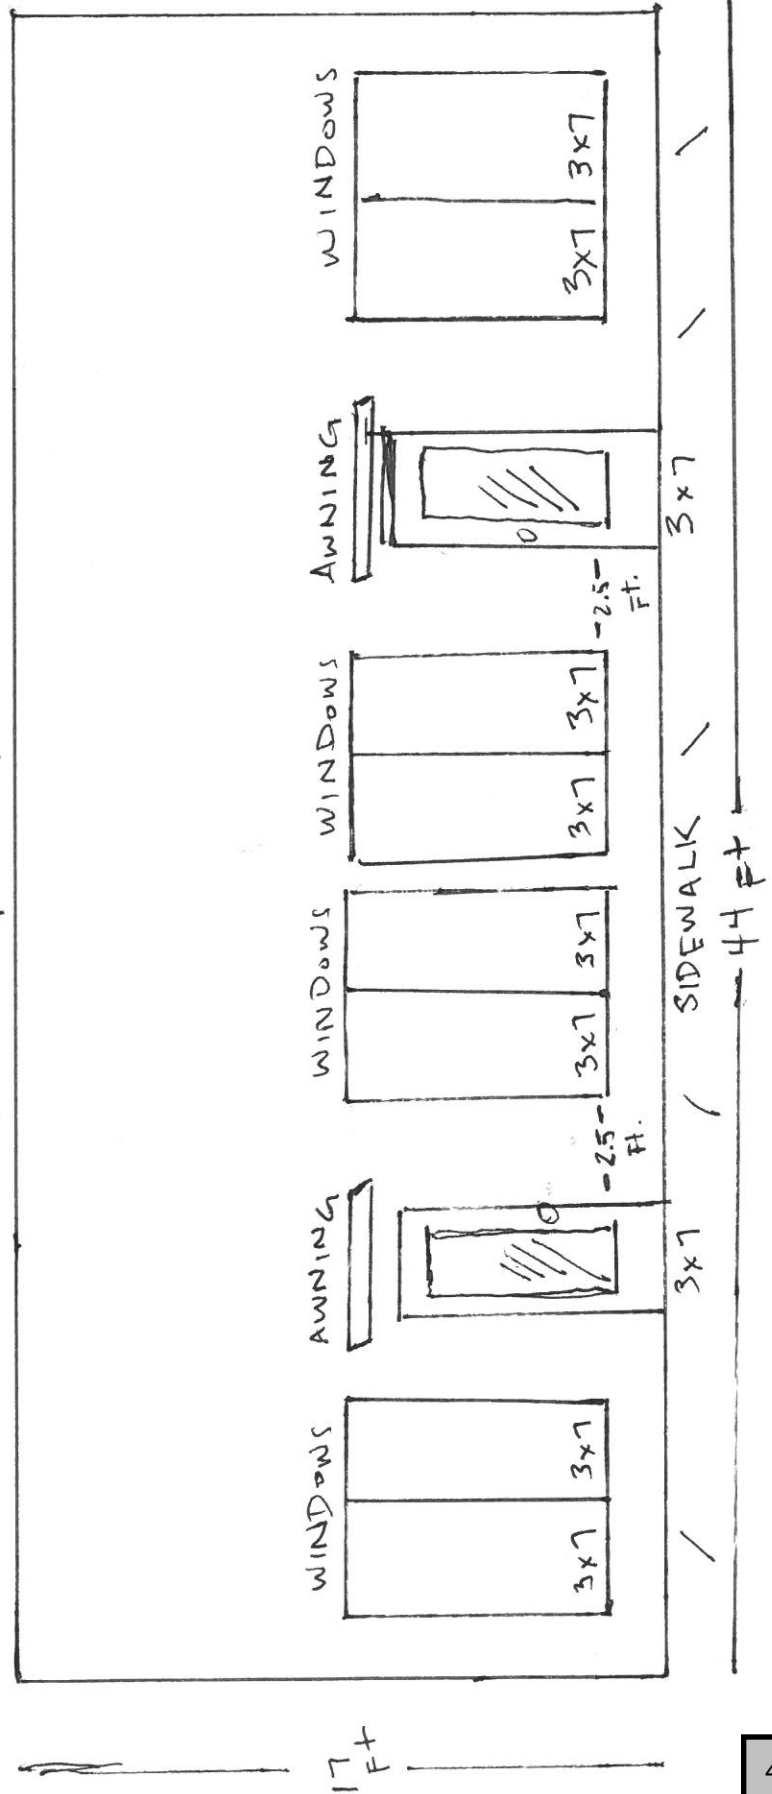 WINDOWS AWNING WINDOWS WINDOWS AWNING WINDOWS
17 Ft
3x7 3x7 3x7 3x7 3x7 3x7 3x7 3x7
-2.5- Ft. -2.5- Ft.
3x7 SIDEWALK 3x7
44 Ft
4